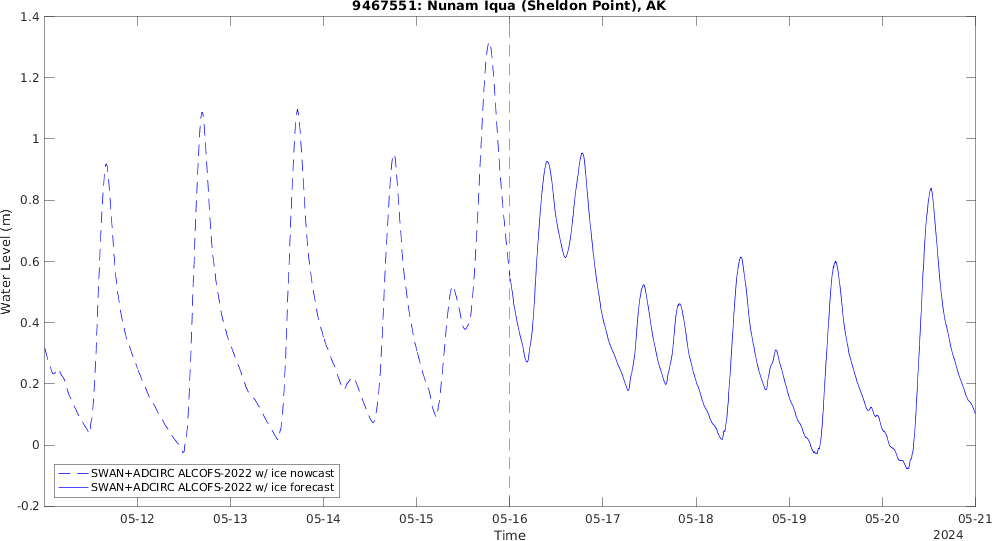 9467551: Nunam Iqua (Sheldon Point), AK
1.4
1.2
1
0.8
0.6
0.4
0.2
0
-0.2
Water Level (m)
SWAN+ADCIRC ALCOFS-2022 w/ ice nowcast
SWAN+ADCIRC ALCOFS-2022 w/ ice forecast
05-12 05-13 05-14 05-15 05-16 05-17 05-18 05-19 05-20 05-21
Time
2024